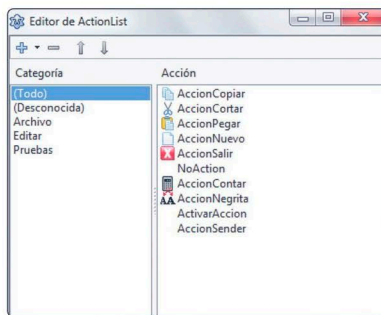 Editor de ActionList
Categoría
Acción
(Todo)
(Desconocida)
Archivo
Editar
Pruebas
AccionCopiar
AccionCortar
AccionPegar
AccionNuevo
AccionSalir
NoAction
AccionContar
AccionNegrita
ActivarAccion
AccionSender